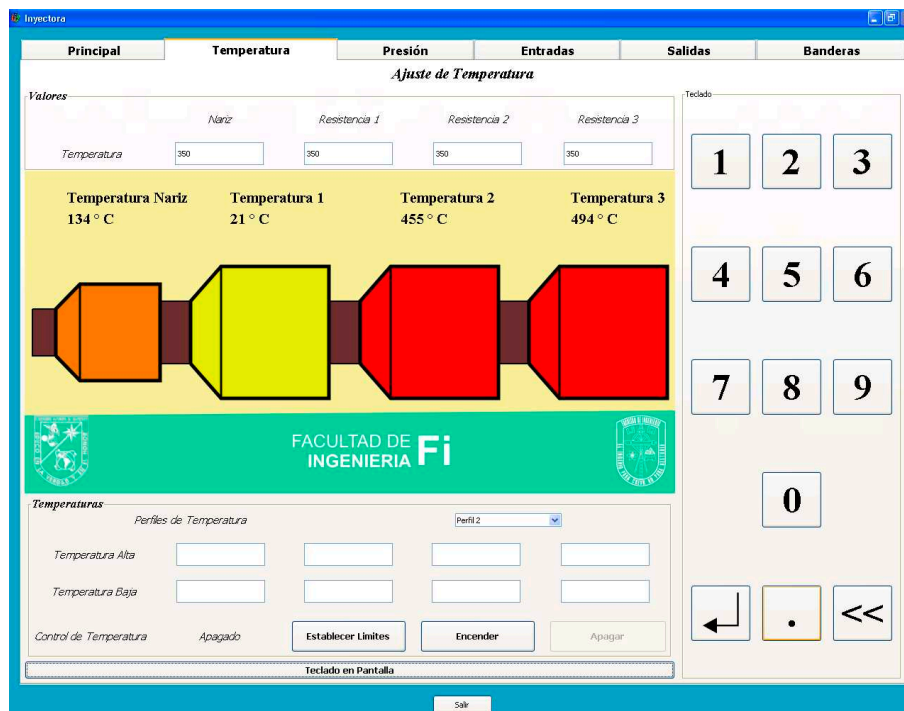 Inyectora
Principal Temperatura Presión Entradas Salidas Banderas
Ajuste de Temperatura
Valores
Nariz Resistencia 1 Resistencia 2 Resistencia 3
Temperatura 350 350 350 350
Temperatura Nariz Temperatura 1 Temperatura 2 Temperatura 3
134 ° C 21 ° C 455 ° C 494 ° C
FACULTAD DE
INGENIERIA Fi
Temperaturas
Perfiles de Temperatura Perfil 2
Temperatura Alta
Temperatura Baja
Control de Temperatura Apagado Establecer Limites Encender Apagar
Teclado en Pantalla
Teclado
1 2 3
4 5 6
7 8 9
0
. <<
Salir